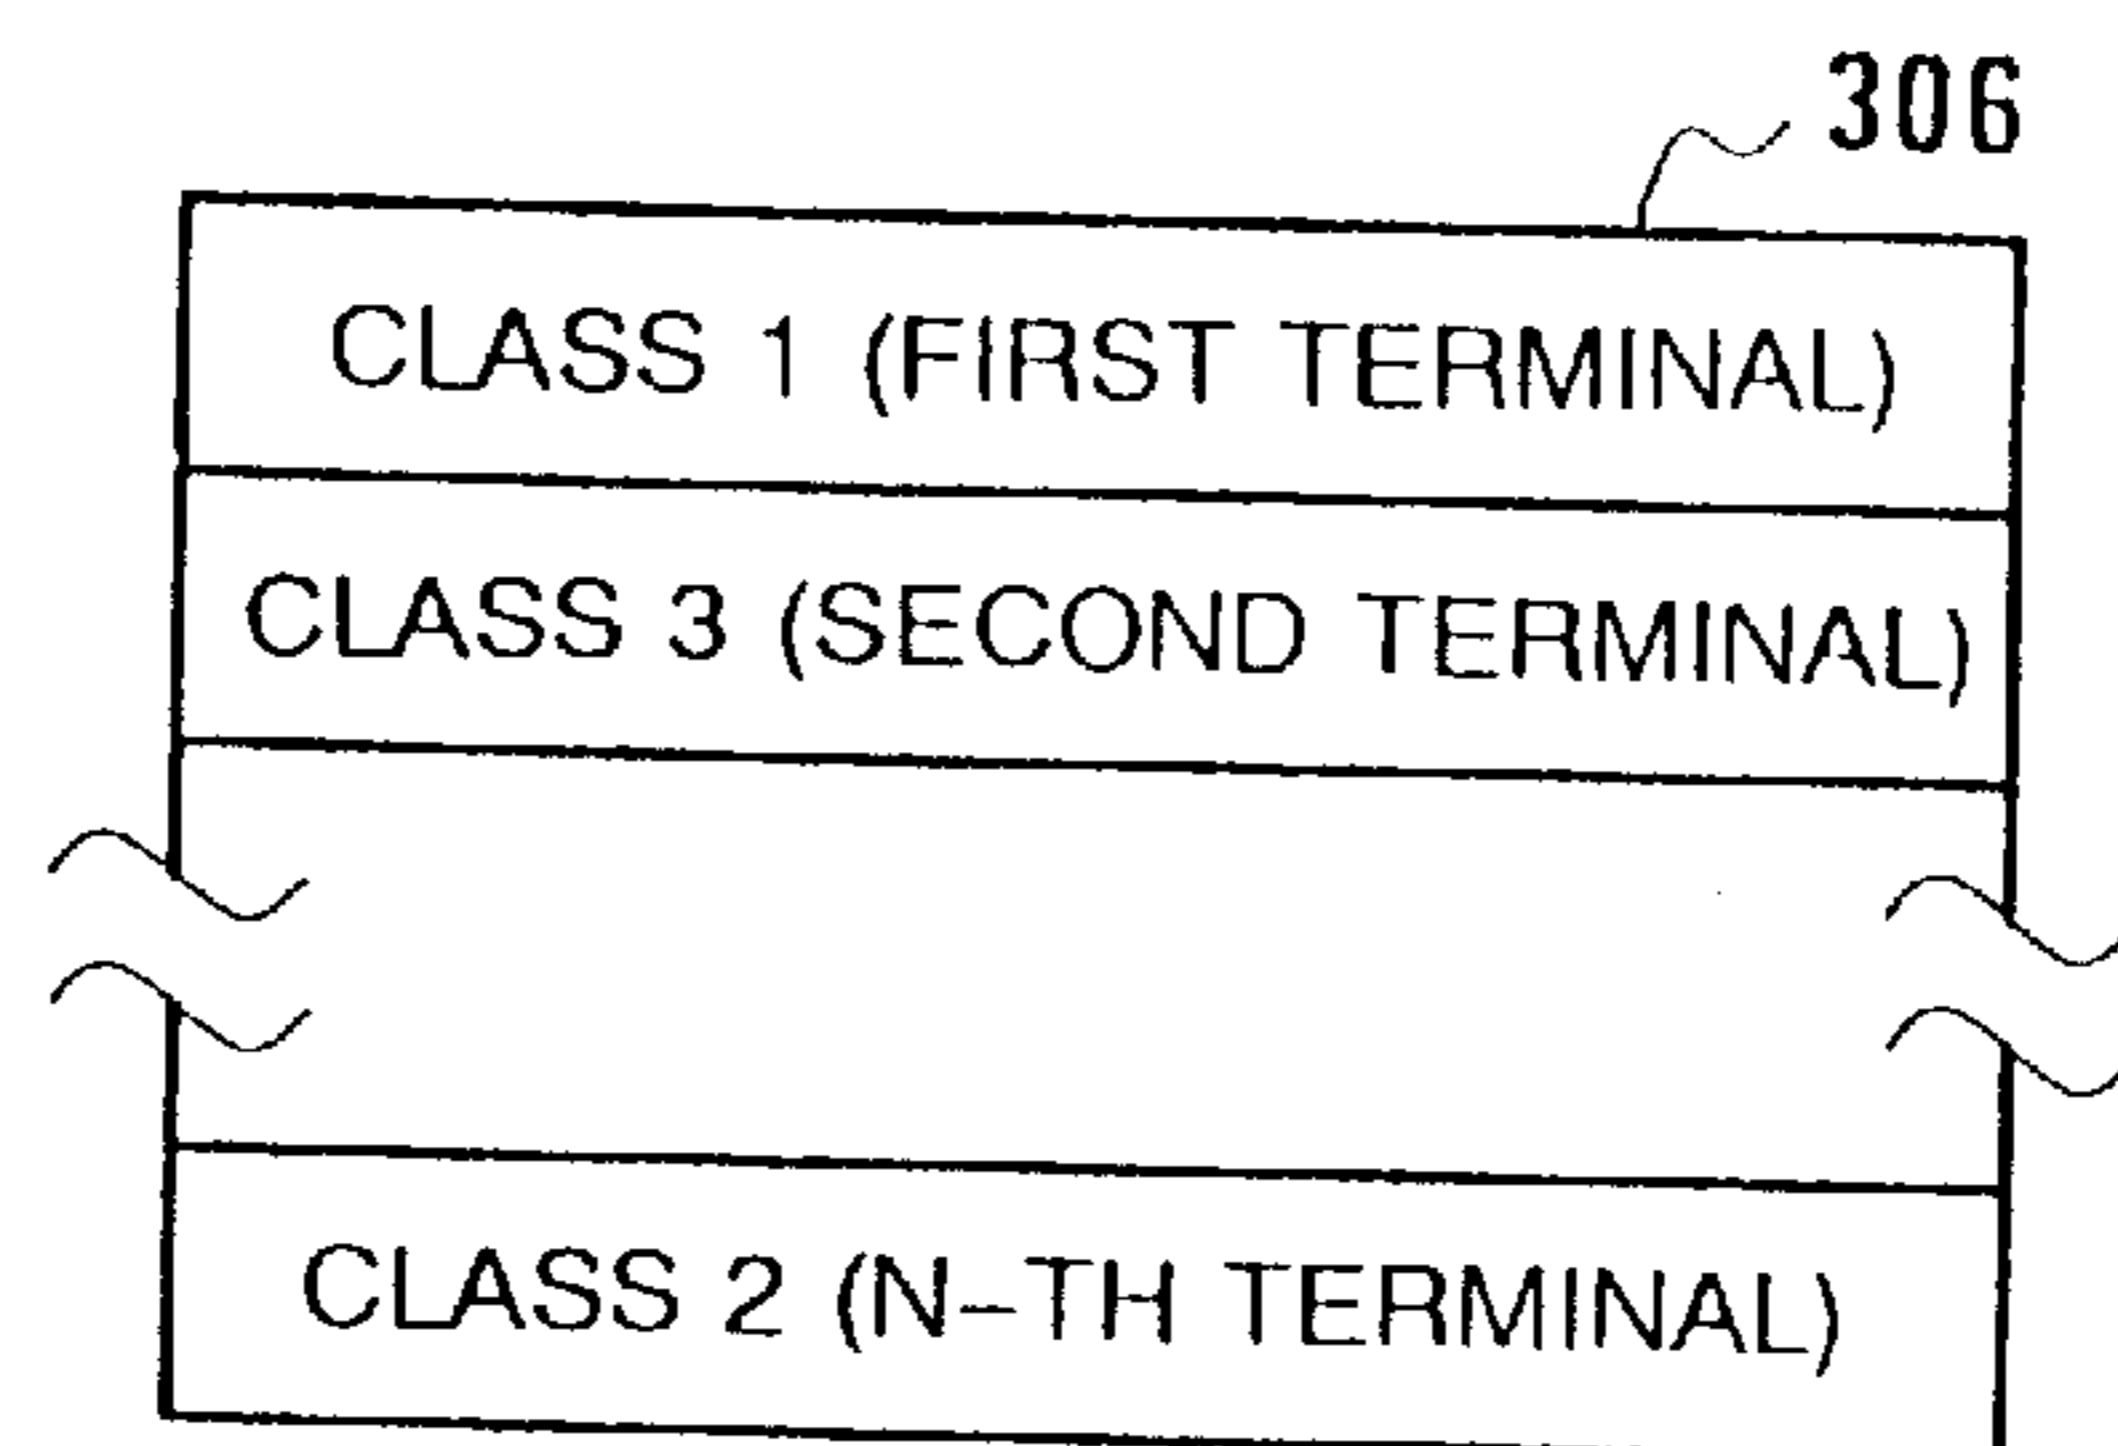 306
CLASS 1 (FIRST TERMINAL)
CLASS 3 (SECOND TERMINAL)
CLASS 2 (N-TH TERMINAL)